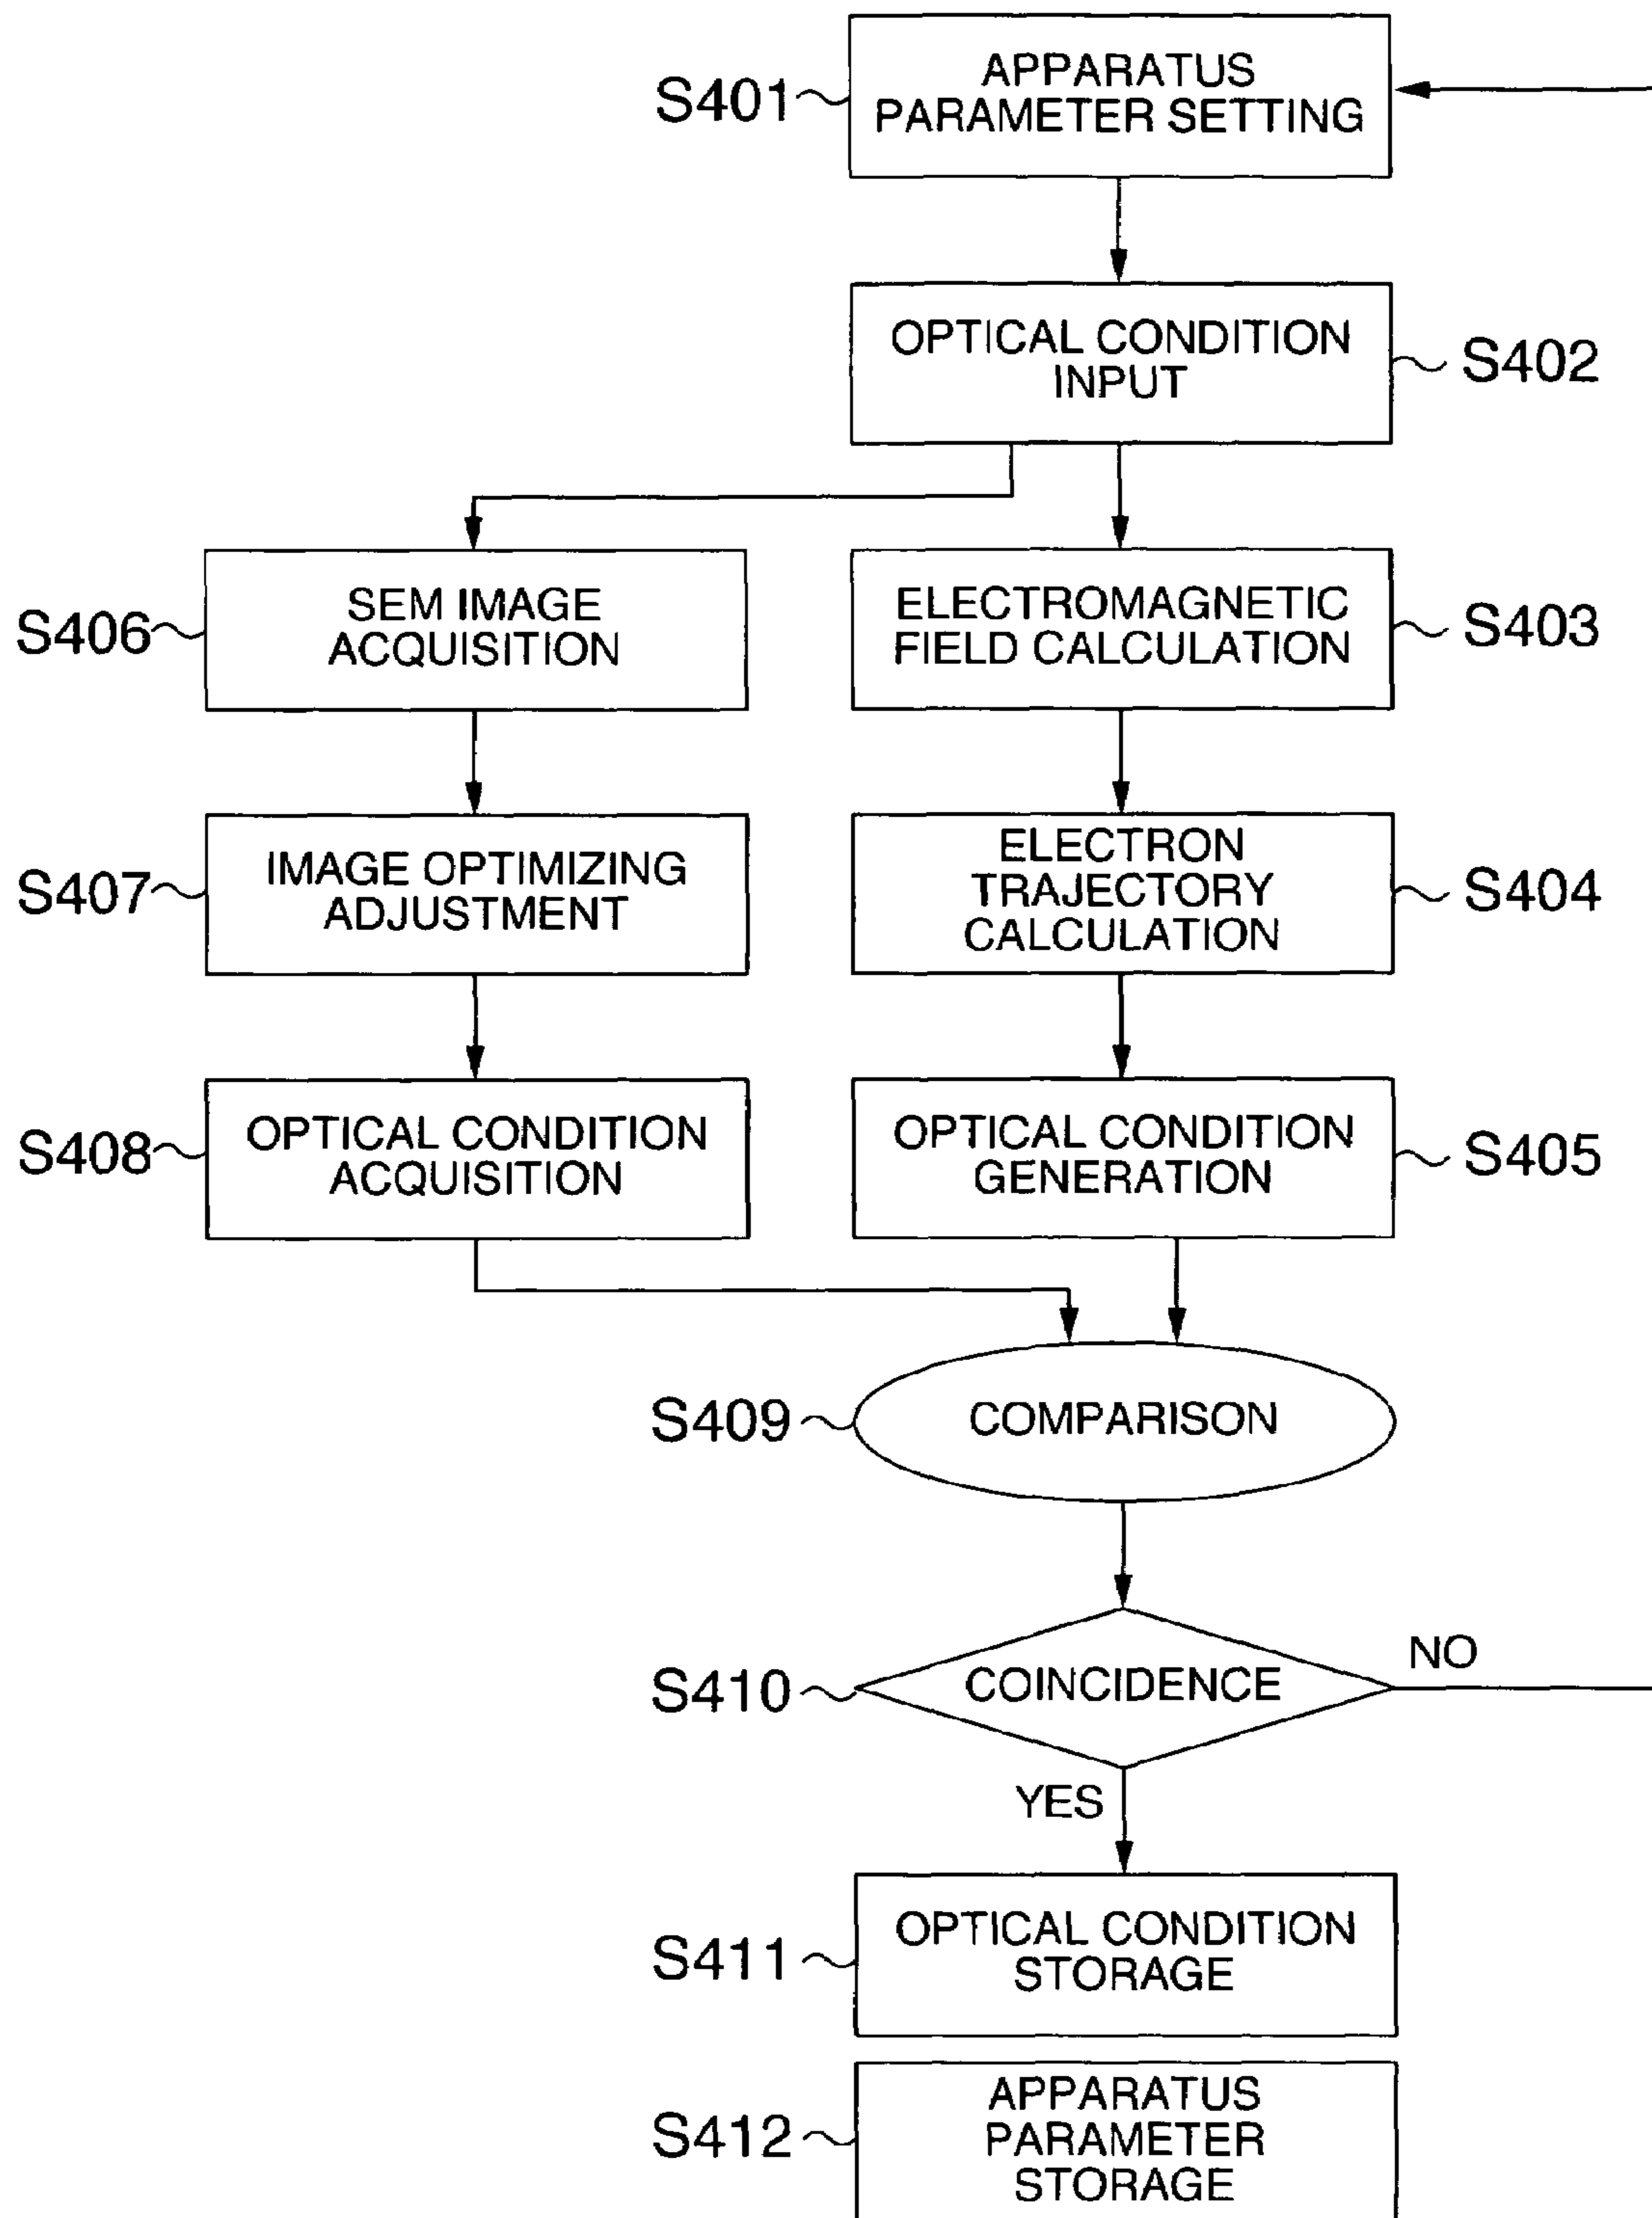 S401
APPARATUS
PARAMETER SETTING
OPTICAL CONDITION
INPUT
S402
S406
SEM IMAGE
ACQUISITION
ELECTROMAGNETIC
FIELD CALCULATION
S403
S407
IMAGE OPTIMIZING
ADJUSTMENT
ELECTRON
TRAJECTORY
CALCULATION
S404
S408
OPTICAL CONDITION
ACQUISITION
OPTICAL CONDITION
GENERATION
S405
S409
COMPARISON
S410
COINCIDENCE
NO
YES
S411
OPTICAL CONDITION
STORAGE
S412
APPARATUS
PARAMETER
STORAGE